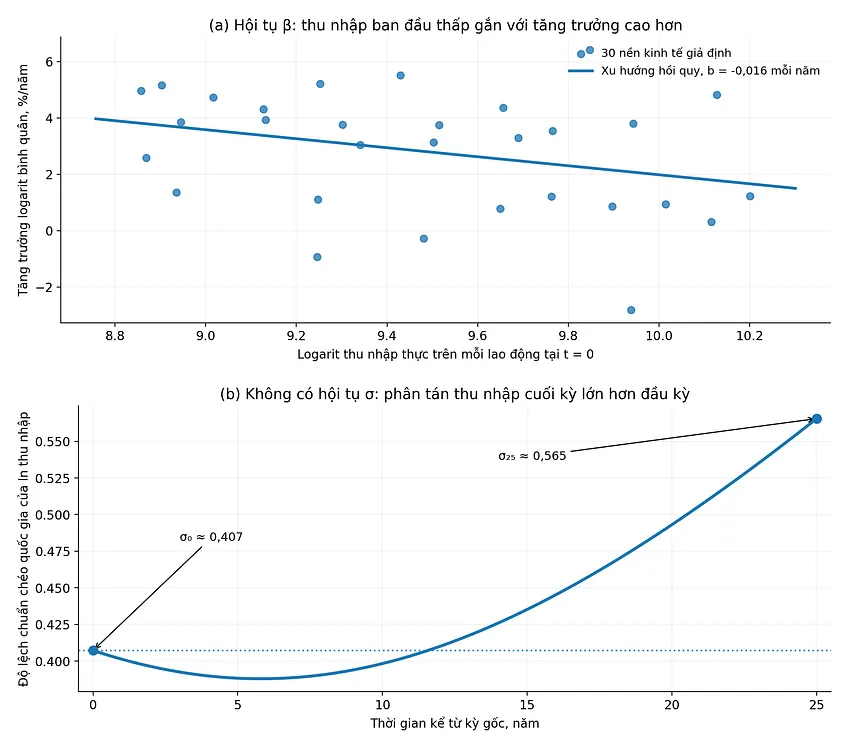 (a) Hội tụ β: thu nhập ban đầu thấp gắn với tăng trưởng cao hơn
30 nền kinh tế giả định
Xu hướng hồi quy, b = -0,016 mỗi năm
Tăng trưởng logarit bình quân, %/năm
6
4
2
0
−2
8.8
9.0
9.2
9.4
9.6
9.8
10.0
10.2
Logarit thu nhập thực trên mỗi lao động tại t = 0
(b) Không có hội tụ σ: phân tán thu nhập cuối kỳ lớn hơn đầu kỳ
Độ lệch chuẩn chéo quốc gia của ln thu nhập
0.550
0.525
0.500
0.475
0.450
0.425
0.400
σ₂₅ ≈ 0,565
σ₀ ≈ 0,407
0
5
10
15
20
25
Thời gian kể từ kỳ gốc, năm